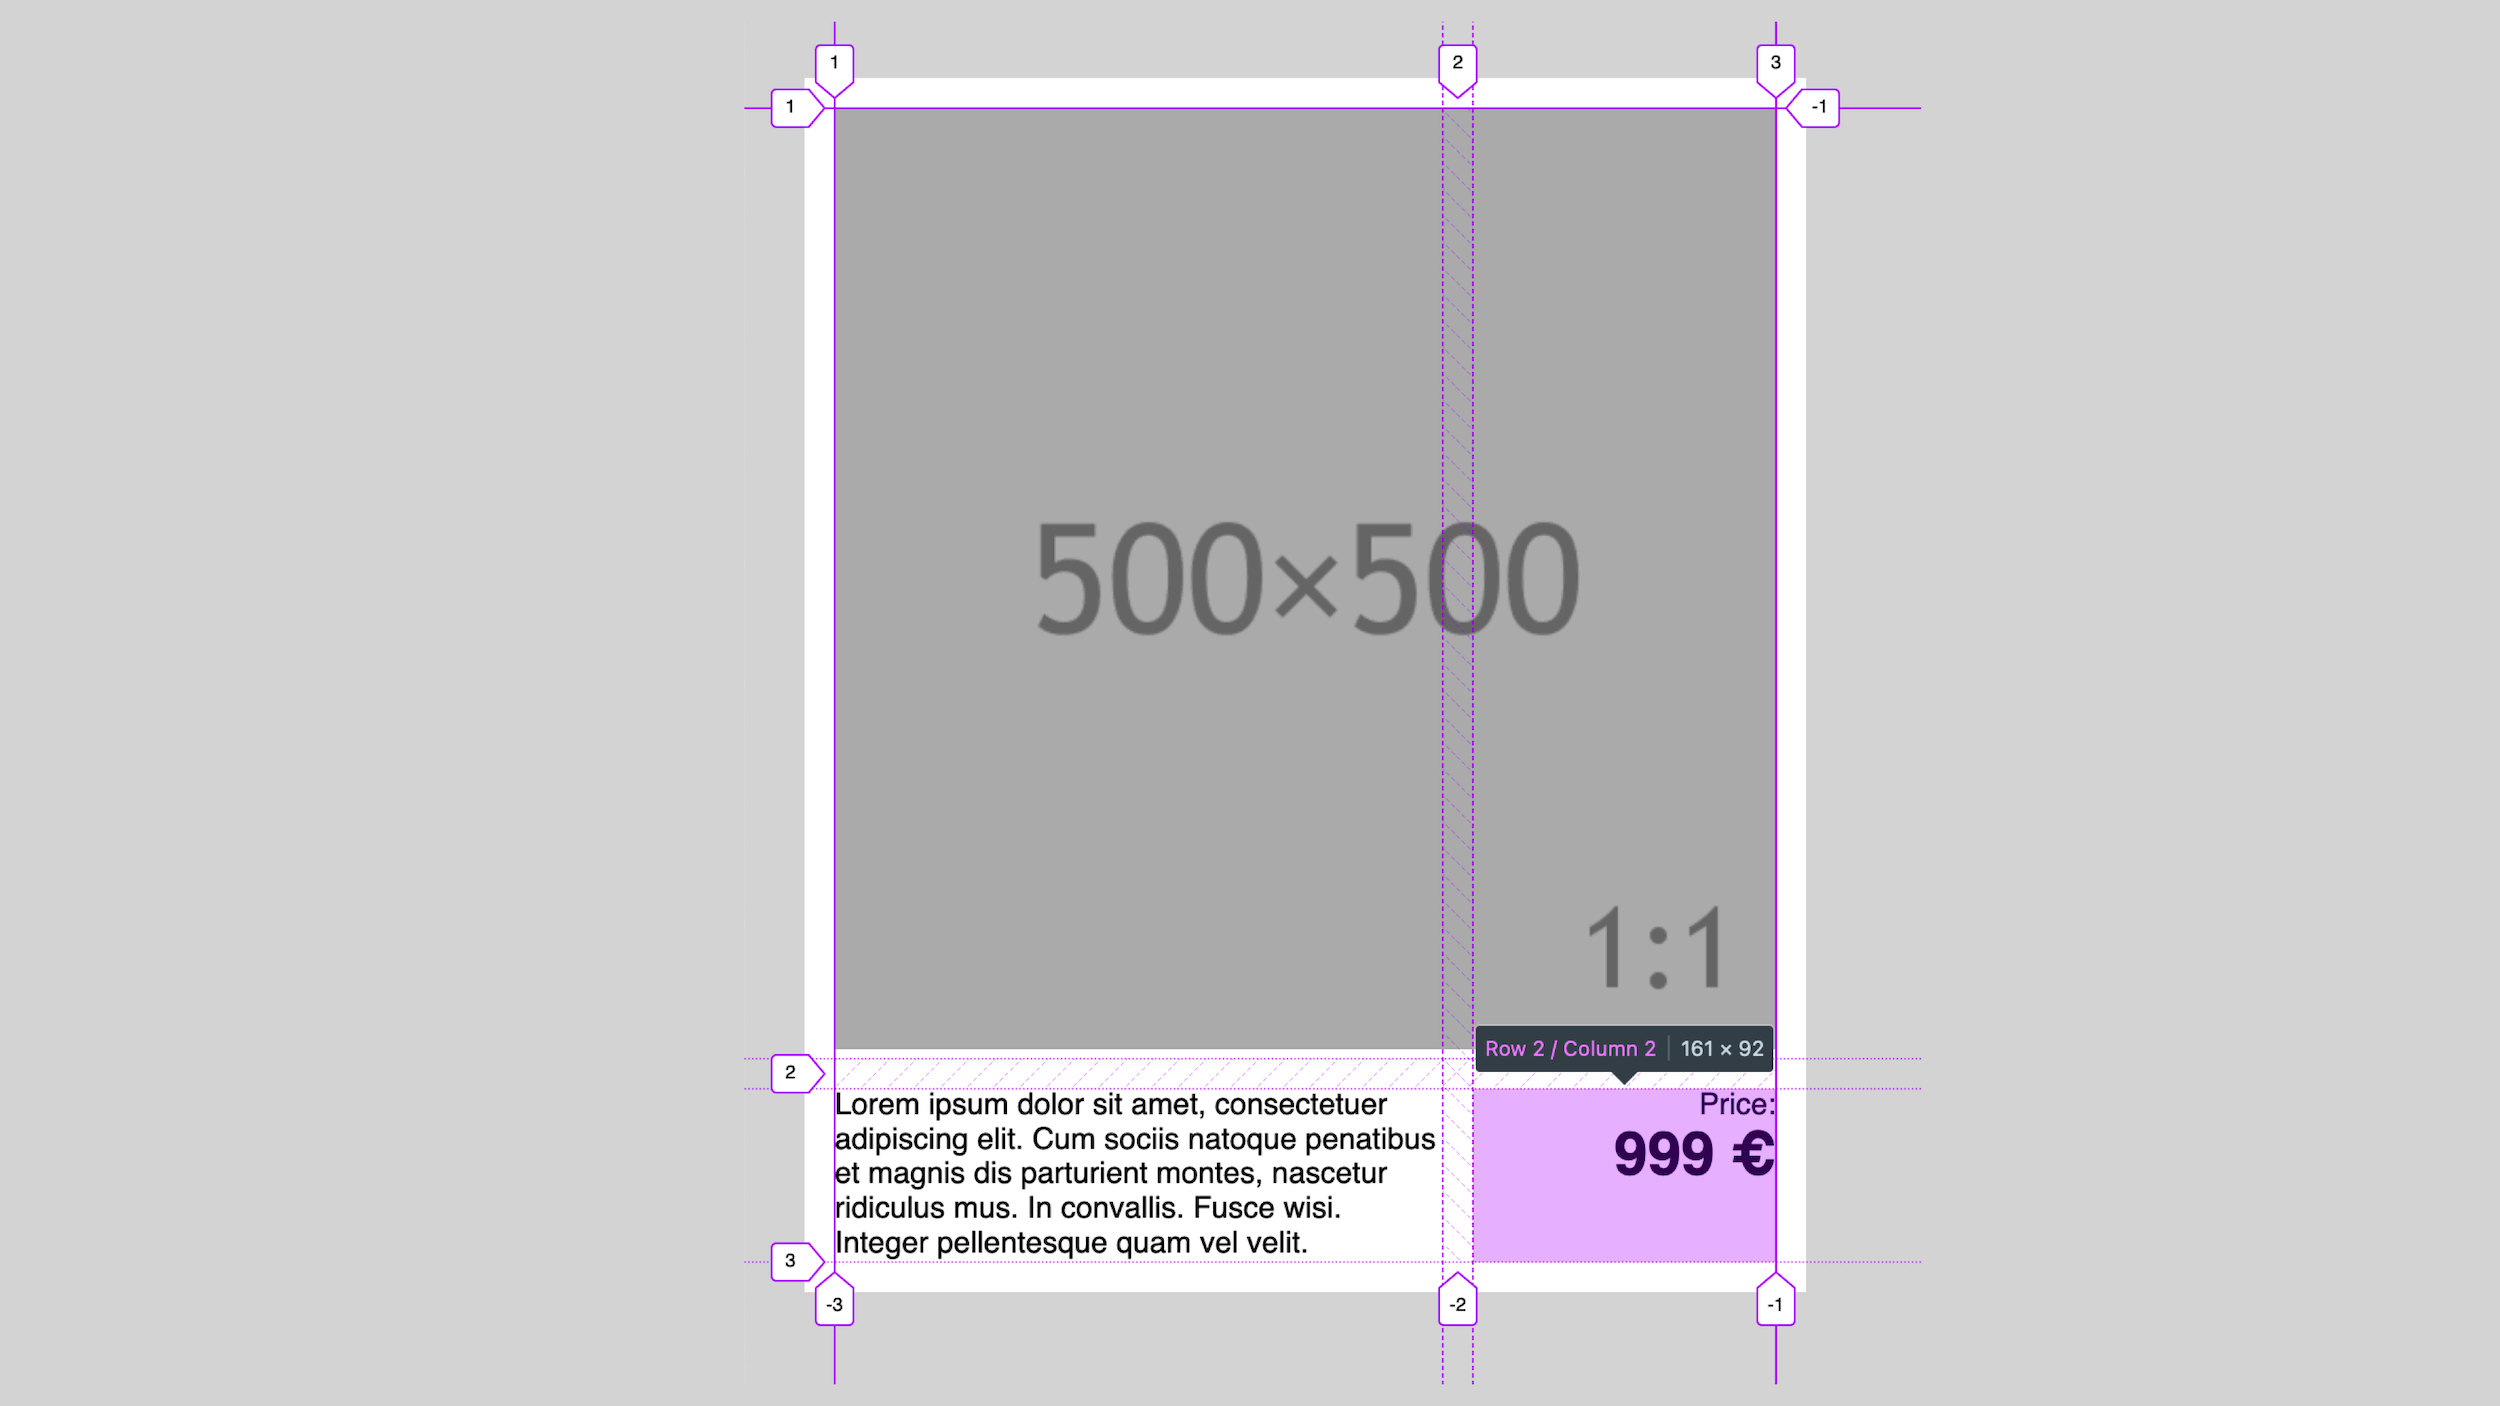 1
2
3
1
-1
500×500
1:1
Row 2 / Column 2 161 × 92
2
Lorem ipsum dolor sit amet, consectetuer
adipiscing elit. Cum sociis natoque penatibus
et magnis dis parturient montes, nascetur
ridiculus mus. In convallis. Fusce wisi.
Integer pellentesque quam vel velit.
Price:
999 €
3
-3
-2
-1